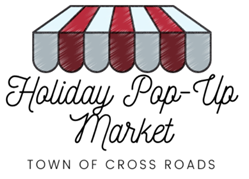 Holiday Pop-Up
Market
TOWN OF CROSS ROADS